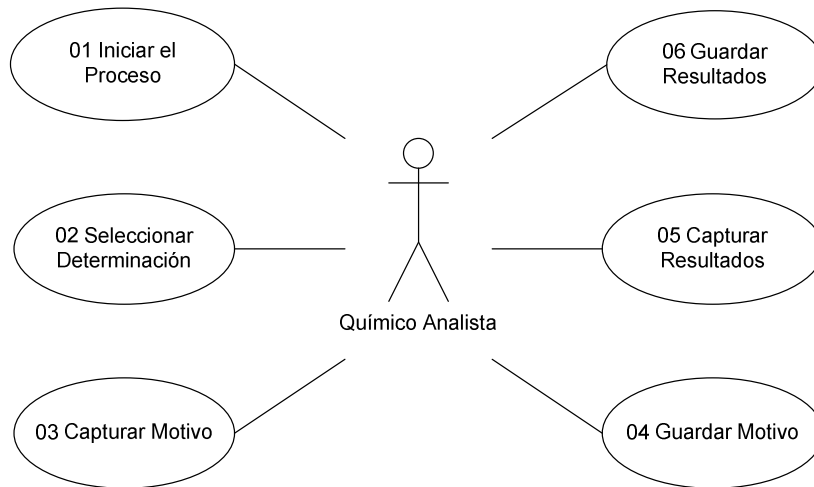 01 Iniciar el
Proceso
06 Guardar
Resultados
02 Seleccionar
Determinación
05 Capturar
Resultados
Químico Analista
03 Capturar Motivo
04 Guardar Motivo